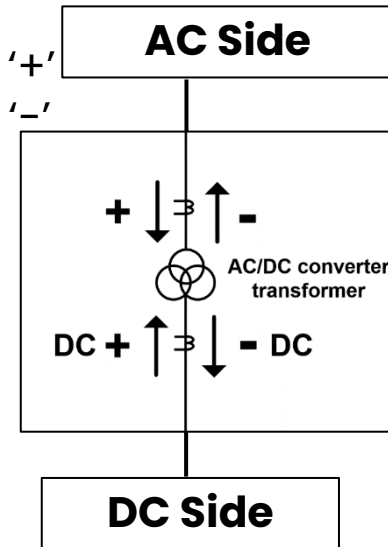 AC Side
‘+’
‘-’
+ -
AC/DC converter
transformer
DC + - DC
DC Side